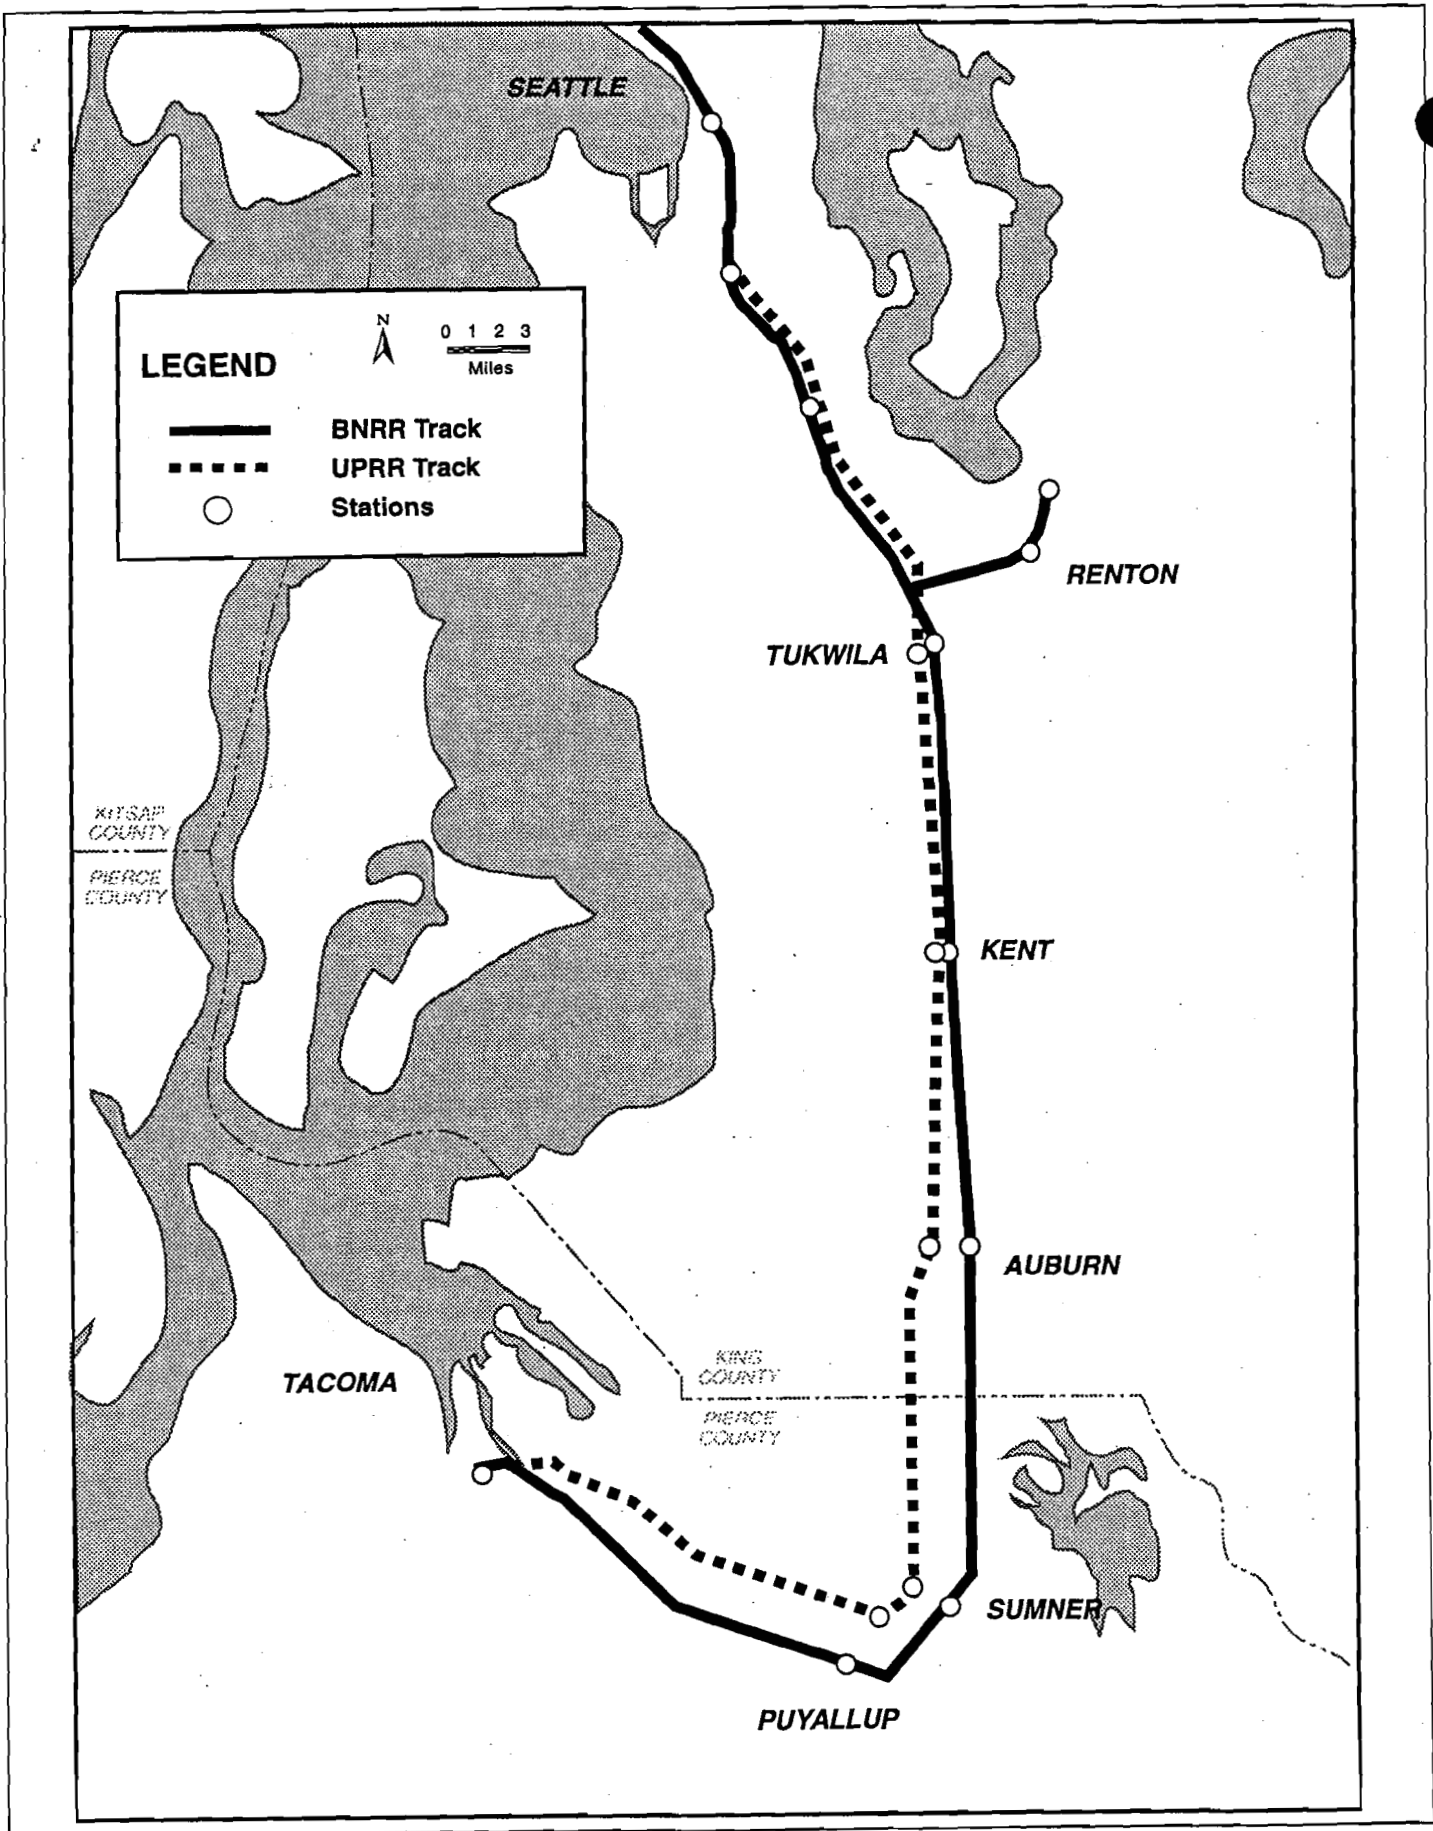 SEATTLE
N
0 1 2 3
Miles
LEGEND
BNRR Track
UPRR Track
Stations
RENTON
TUKWILA
KITSAP
COUNTY
PIERCE
COUNTY
KENT
AUBURN
KING
COUNTY
TACOMA
PIERCE
COUNTY
SUMNER
PUYALLUP